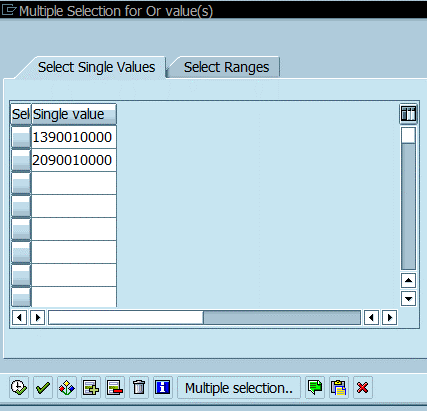 Multiple Selection for Or value(s)
Select Single Values Select Ranges
Sel Single value
1390010000
2090010000
Multiple selection..